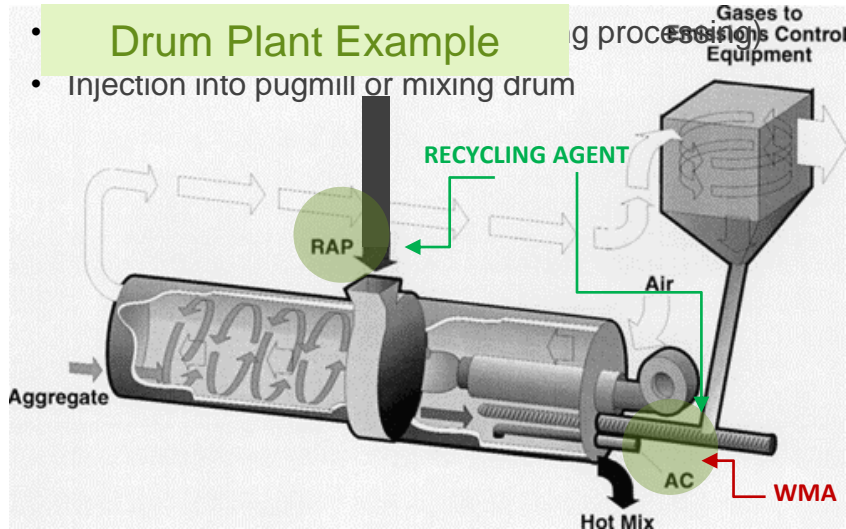 Gases to
Emissions Control
Equipment
Drum Plant Example
processing)
• Injection into pugmill or mixing drum
RECYCLING AGENT
RAP
Air
Aggregate
AC
WMA
Hot Mix